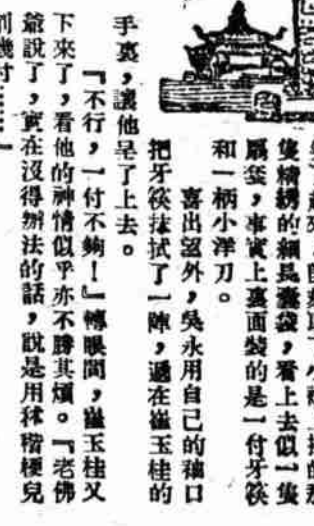 隻精綉的細長囊袋，看上去似一隻
扇套，事實上裏面裝的是一付牙筷
和一柄小洋刀。
喜出望外，吳永用自己的袖口
把牙筷抹拭了一陣，遞在崔玉桂的
手裏，讓他呈了上去。
『不行，一付不夠！』轉眼間，崔玉桂又
下來了，看他的神情似乎亦不勝其煩。『老佛
爺說了，實在沒得辦法的話，說是用秫稭梗兒